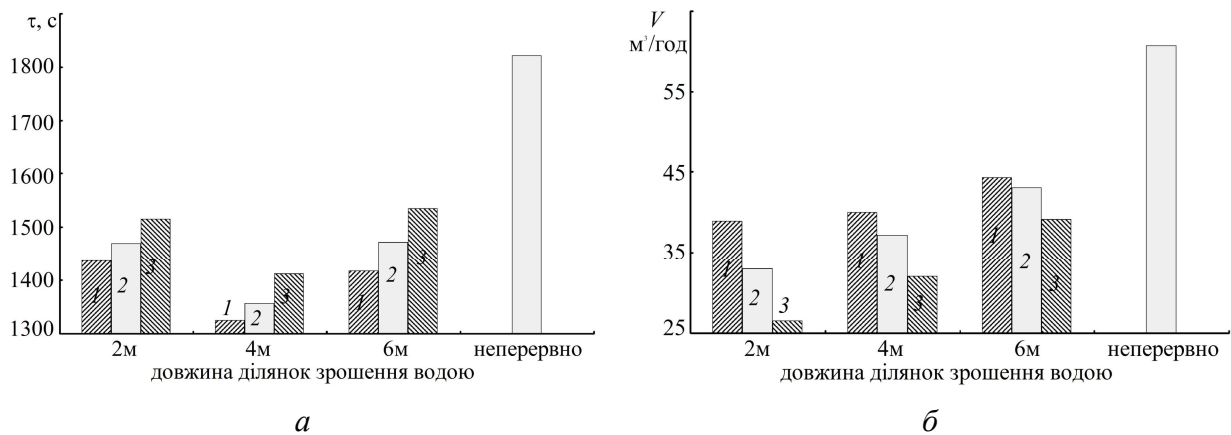 τ, с
1800
1700
1600
1500
1400
1300
1
2
3
1
2
3
1
2
3
2м
4м
6м
неперервно
довжина ділянок зрошення водою
а
V
м³/год
55
45
35
25
1
2
3
1
2
3
1
2
3
2м
4м
6м
неперервно
довжина ділянок зрошення водою
б